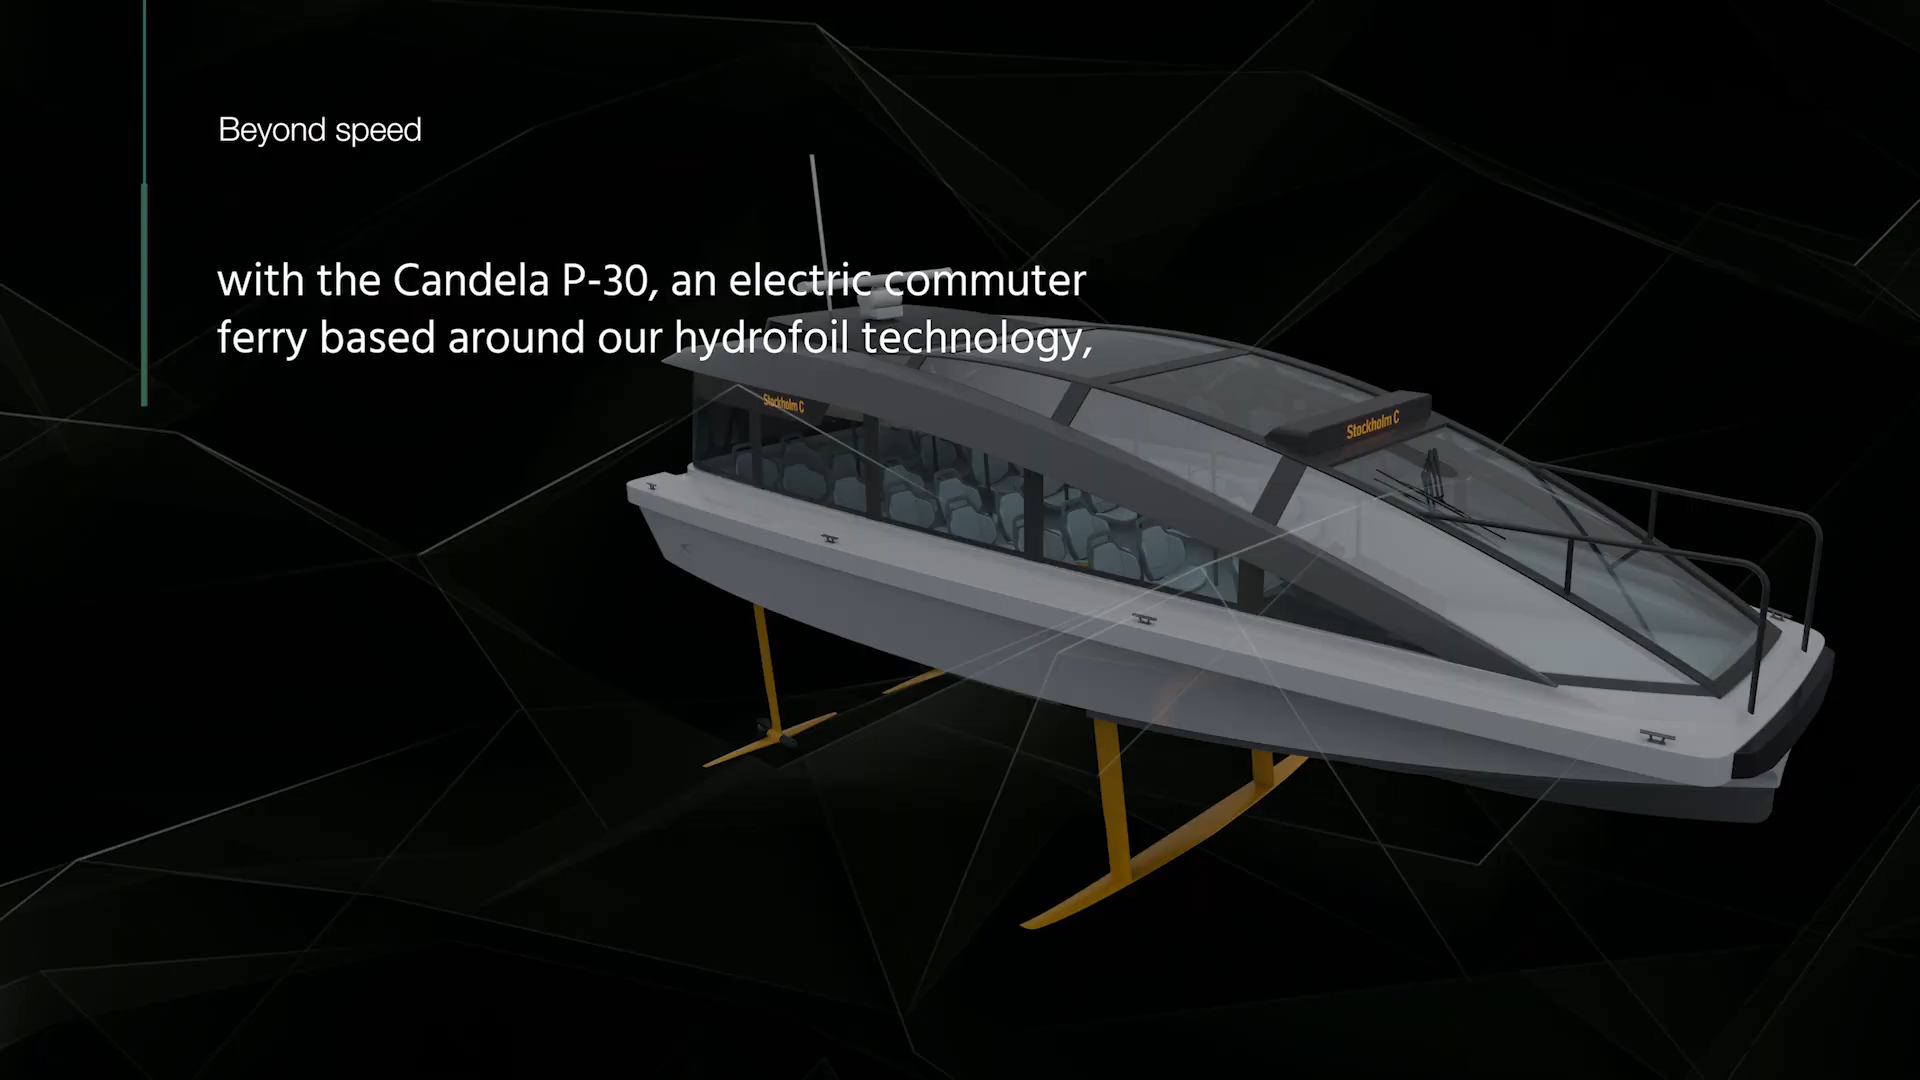 Beyond speed
with the Candela P-30, an electric commuter
ferry based around our hydrofoil technology,
Stockholm C
Stockholm C